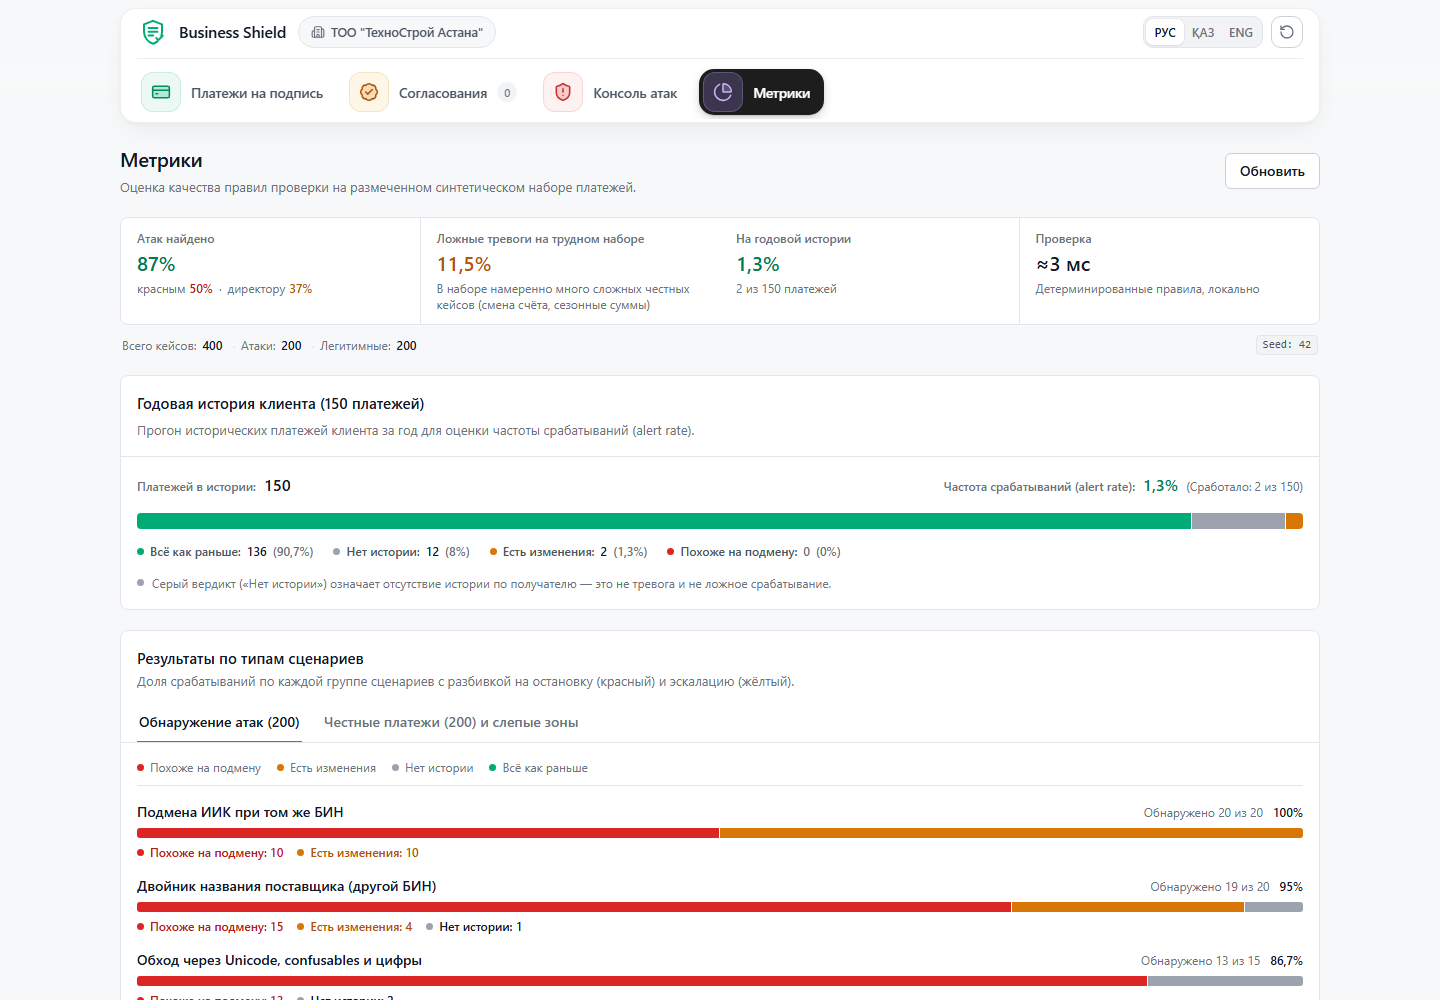 Business Shield
ТОО "ТехноСтрой Астана"
РУС ҚАЗ ENG
Платежи на подпись
Согласования 0
Консоль атак
Метрики
Метрики
Оценка качества правил проверки на размеченном синтетическом наборе платежей.
Обновить
Атак найдено
87%
красным 50% · директору 37%
Ложные тревоги на трудном наборе
11,5%
В наборе намеренно много сложных честных
кейсов (смена счёта, сезонные суммы)
На годовой истории
1,3%
2 из 150 платежей
Проверка
≈3 мс
Детерминированные правила, локально
Всего кейсов: 400 · Атаки: 200 · Легитимные: 200
Seed: 42
Годовая история клиента (150 платежей)
Прогон исторических платежей клиента за год для оценки частоты срабатываний (alert rate).
Платежей в истории: 150
Частота срабатываний (alert rate): 1,3% (Сработало: 2 из 150)
Всё как раньше: 136 (90,7%) Нет истории: 12 (8%) Есть изменения: 2 (1,3%) Похоже на подмену: 0 (0%)
Серый вердикт («Нет истории») означает отсутствие истории по получателю — это не тревога и не ложное срабатывание.
Результаты по типам сценариев
Доля срабатываний по каждой группе сценариев с разбивкой на остановку (красный) и эскалацию (жёлтый).
Обнаружение атак (200) Честные платежи (200) и слепые зоны
Похоже на подмену Есть изменения Нет истории Всё как раньше
Подмена ИИК при том же БИН
Обнаружено 20 из 20 100%
Похоже на подмену: 10 Есть изменения: 10
Двойник названия поставщика (другой БИН)
Обнаружено 19 из 20 95%
Похоже на подмену: 15 Есть изменения: 4 Нет истории: 1
Обход через Unicode, confusables и цифры
Обнаружено 13 из 15 86,7%
Похоже на подмену: 13 Нет истории: 2